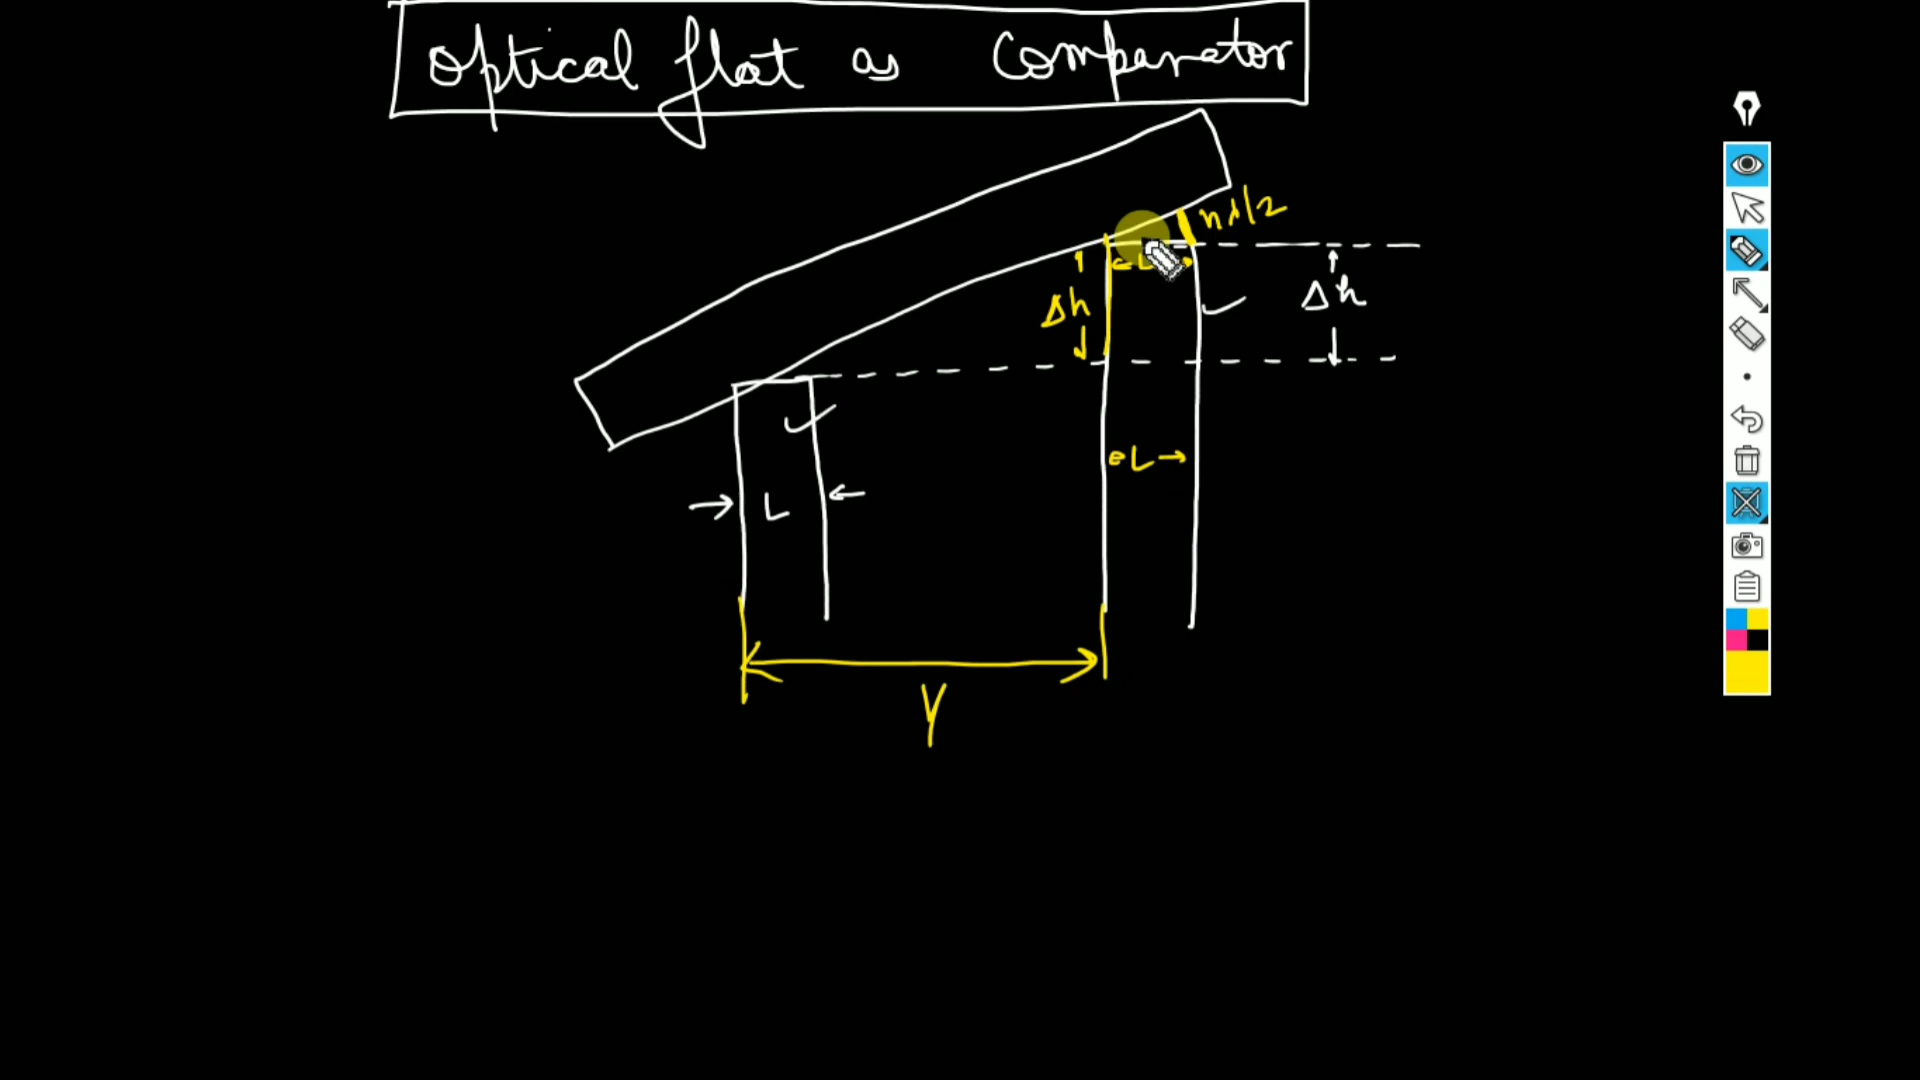 Optical flat as Comparator
nλ/2
L
Δh
Δh
L
L
Y